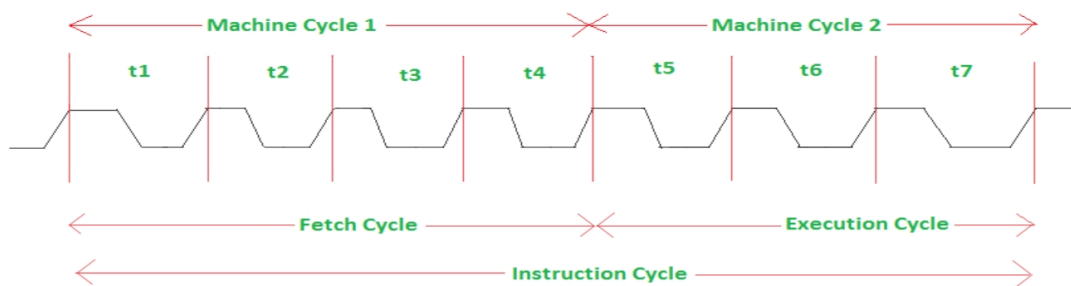 Machine Cycle 1 Machine Cycle 2
t1 t2 t3 t4 t5 t6 t7
Fetch Cycle Execution Cycle
Instruction Cycle